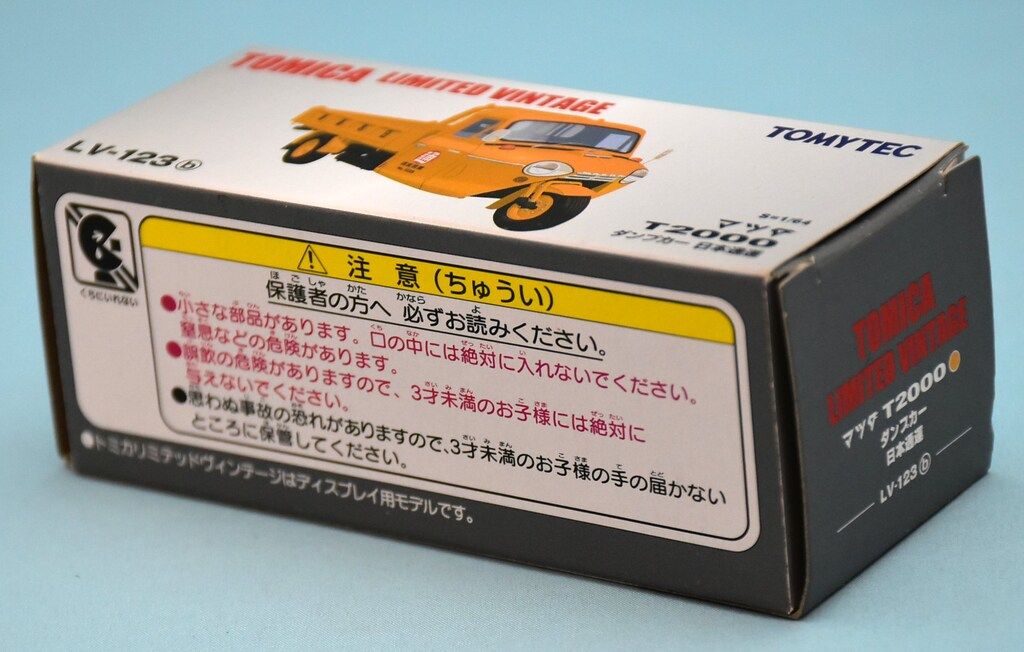 TOMICA LIMITED VINTAGE
TOMYTEC
LV-123 ⓑ
S=1/64
マツダ
T2000
ダンプカー 日本通運
くちにいれない
⚠ 注意(ちゅうい)
保護者の方へ 必ずお読みください。
●小さな部品があります。口の中には絶対に入れないでください。
窒息などの危険があります。
●誤飲の危険がありますので、3才未満のお子様には絶対に
与えないでください。
●思わぬ事故の恐れがありますので、3才未満のお子様の手の届かない
ところに保管してください。
●トミカリミテッドヴィンテージはディスプレイ用モデルです。
TOMICA
LIMITED VINTAGE
マツダ T2000
ダンプカー
日本通運
LV-123 ⓑ